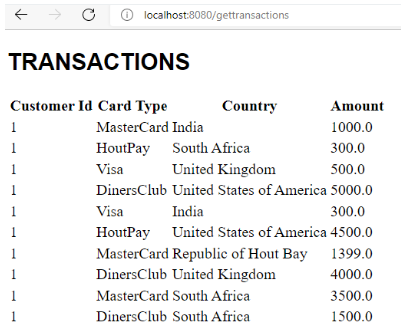 localhost:8080/gettransactions
TRANSACTIONS
Customer Id Card Type Country Amount
1 MasterCard India 1000.0
1 HoutPay South Africa 300.0
1 Visa United Kingdom 500.0
1 DinersClub United States of America 5000.0
1 Visa India 300.0
1 HoutPay United States of America 4500.0
1 MasterCard Republic of Hout Bay 1399.0
1 DinersClub United Kingdom 4000.0
1 MasterCard South Africa 3500.0
1 DinersClub South Africa 1500.0